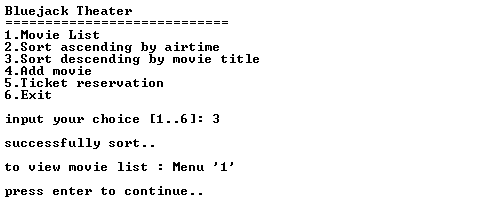 Bluejack Theater
============================
1.Movie List
2.Sort ascending by airtime
3.Sort descending by movie title
4.Add movie
5.Ticket reservation
6.Exit
input your choice [1..6]: 3
successfully sort..
to view movie list : Menu '1'
press enter to continue..